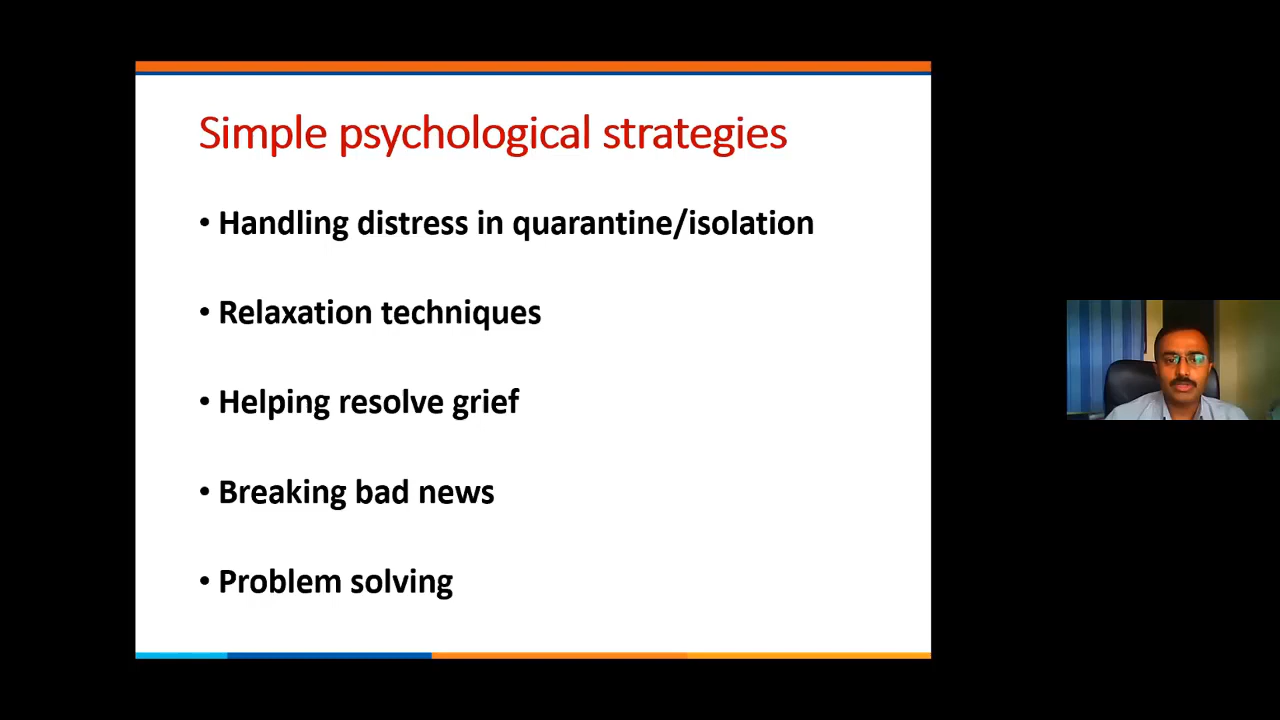 Simple psychological strategies
• Handling distress in quarantine/isolation
• Relaxation techniques
• Helping resolve grief
• Breaking bad news
• Problem solving